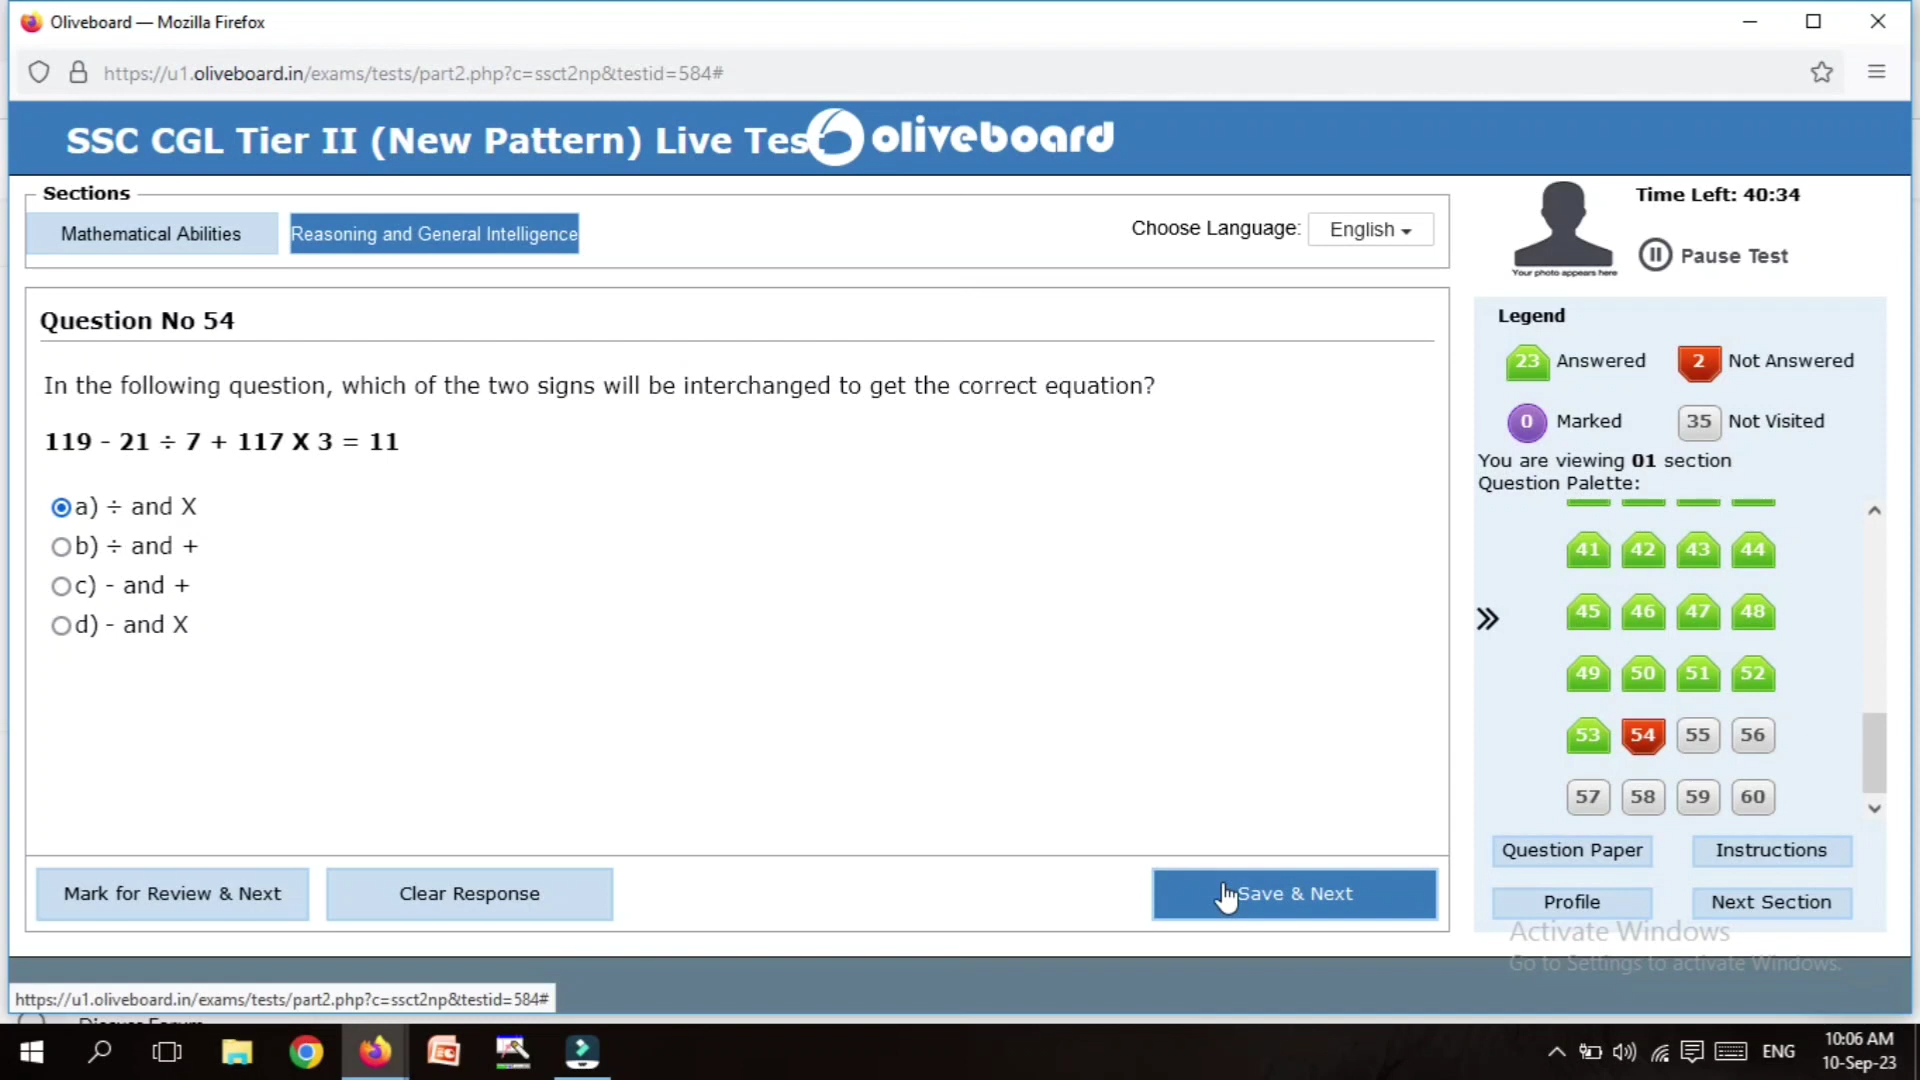 Oliveboard — Mozilla Firefox
https://u1.oliveboard.in/exams/tests/part2.php?c=ssct2np&testid=584#
SSC CGL Tier II (New Pattern) Live Tes
oliveboard
Sections
Mathematical Abilities
Reasoning and General Intelligence
Choose Language: English
Your photo appears here
Time Left: 40:34
Pause Test
Question No 54
In the following question, which of the two signs will be interchanged to get the correct equation?
119 - 21 ÷ 7 + 117 X 3 = 11
a) ÷ and X
b) ÷ and +
c) - and +
d) - and X
Mark for Review & Next
Clear Response
Save & Next
Legend
23 Answered
2 Not Answered
0 Marked
35 Not Visited
You are viewing 01 section
Question Palette:
41 42 43 44
45 46 47 48
49 50 51 52
53 54 55 56
57 58 59 60
Question Paper
Instructions
Profile
Next Section
Activate Windows
Go to Settings to activate Windows.
https://u1.oliveboard.in/exams/tests/part2.php?c=ssct2np&testid=584#
ENG
10:06 AM
10-Sep-23